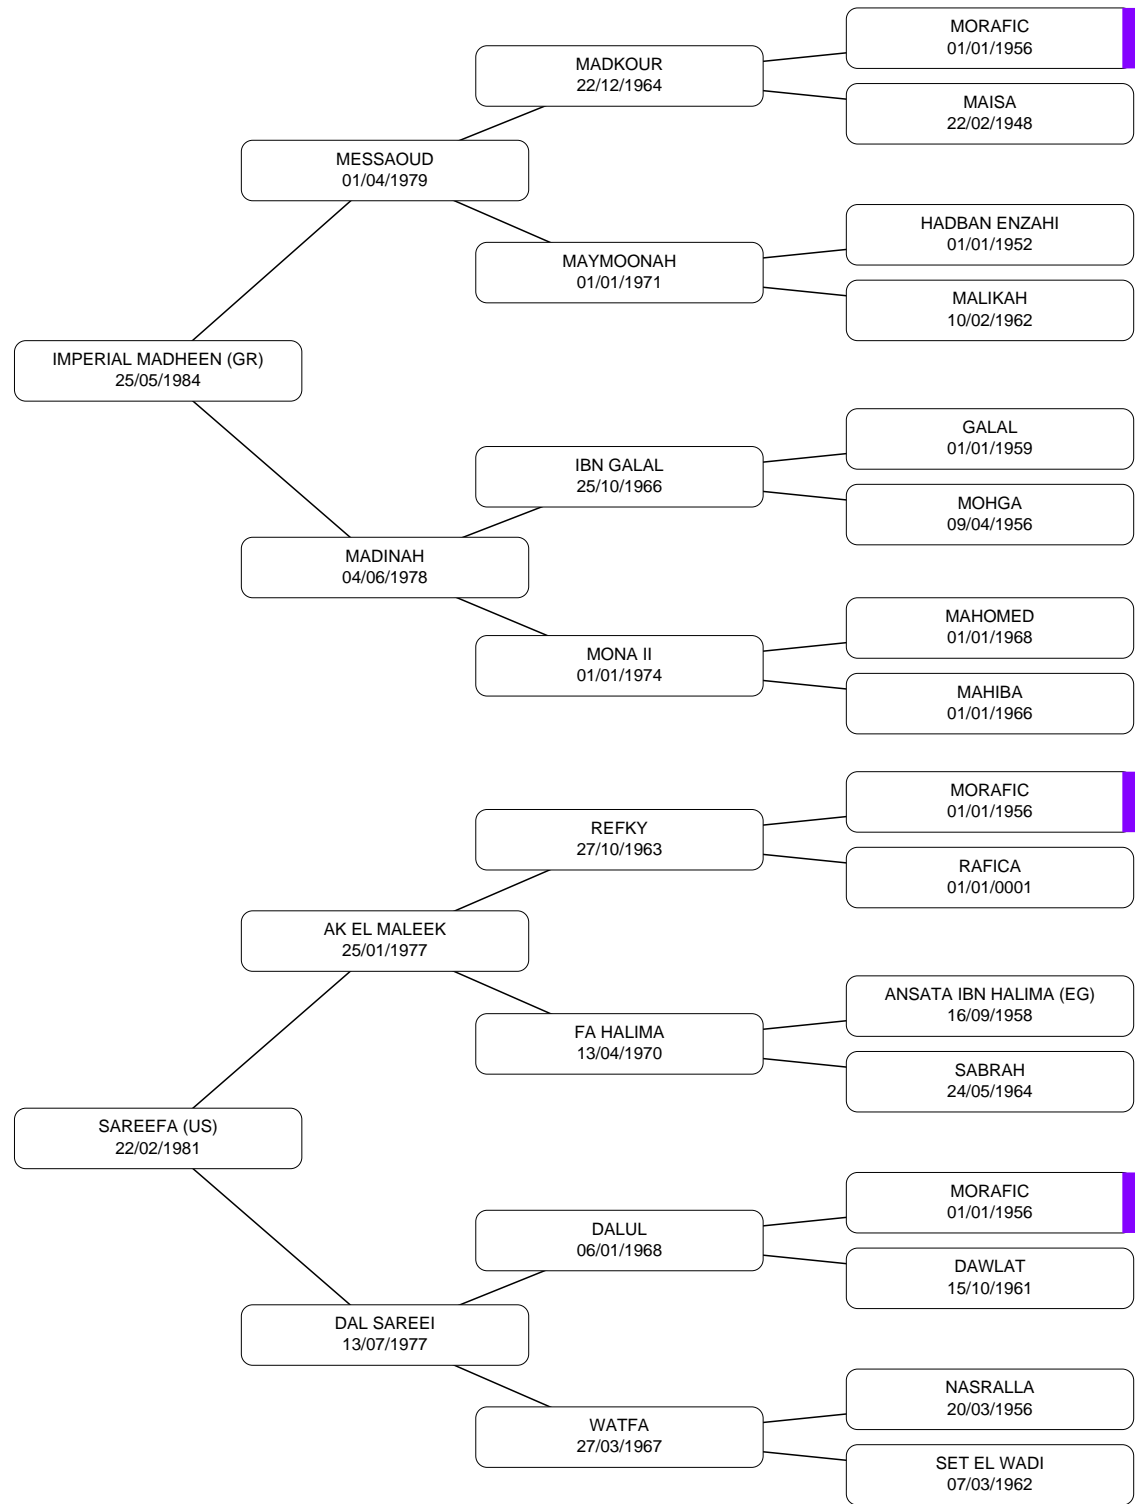 MORAFIC
01/01/1956
MADKOUR
22/12/1964
MAISA
22/02/1948
MESSAOUD
01/04/1979
HADBAN ENZAHI
01/01/1952
MAYMOONAH
01/01/1971
MALIKAH
10/02/1962
IMPERIAL MADHEEN (GR)
25/05/1984
GALAL
01/01/1959
IBN GALAL
25/10/1966
MOHGA
09/04/1956
MADINAH
04/06/1978
MAHOMED
01/01/1968
MONA II
01/01/1974
MAHIBA
01/01/1966
MORAFIC
01/01/1956
REFKY
27/10/1963
RAFICA
01/01/0001
AK EL MALEEK
25/01/1977
ANSATA IBN HALIMA (EG)
16/09/1958
FA HALIMA
13/04/1970
SABRAH
24/05/1964
SAREEFA (US)
22/02/1981
MORAFIC
01/01/1956
DALUL
06/01/1968
DAWLAT
15/10/1961
DAL SAREEI
13/07/1977
NASRALLA
20/03/1956
WATFA
27/03/1967
SET EL WADI
07/03/1962